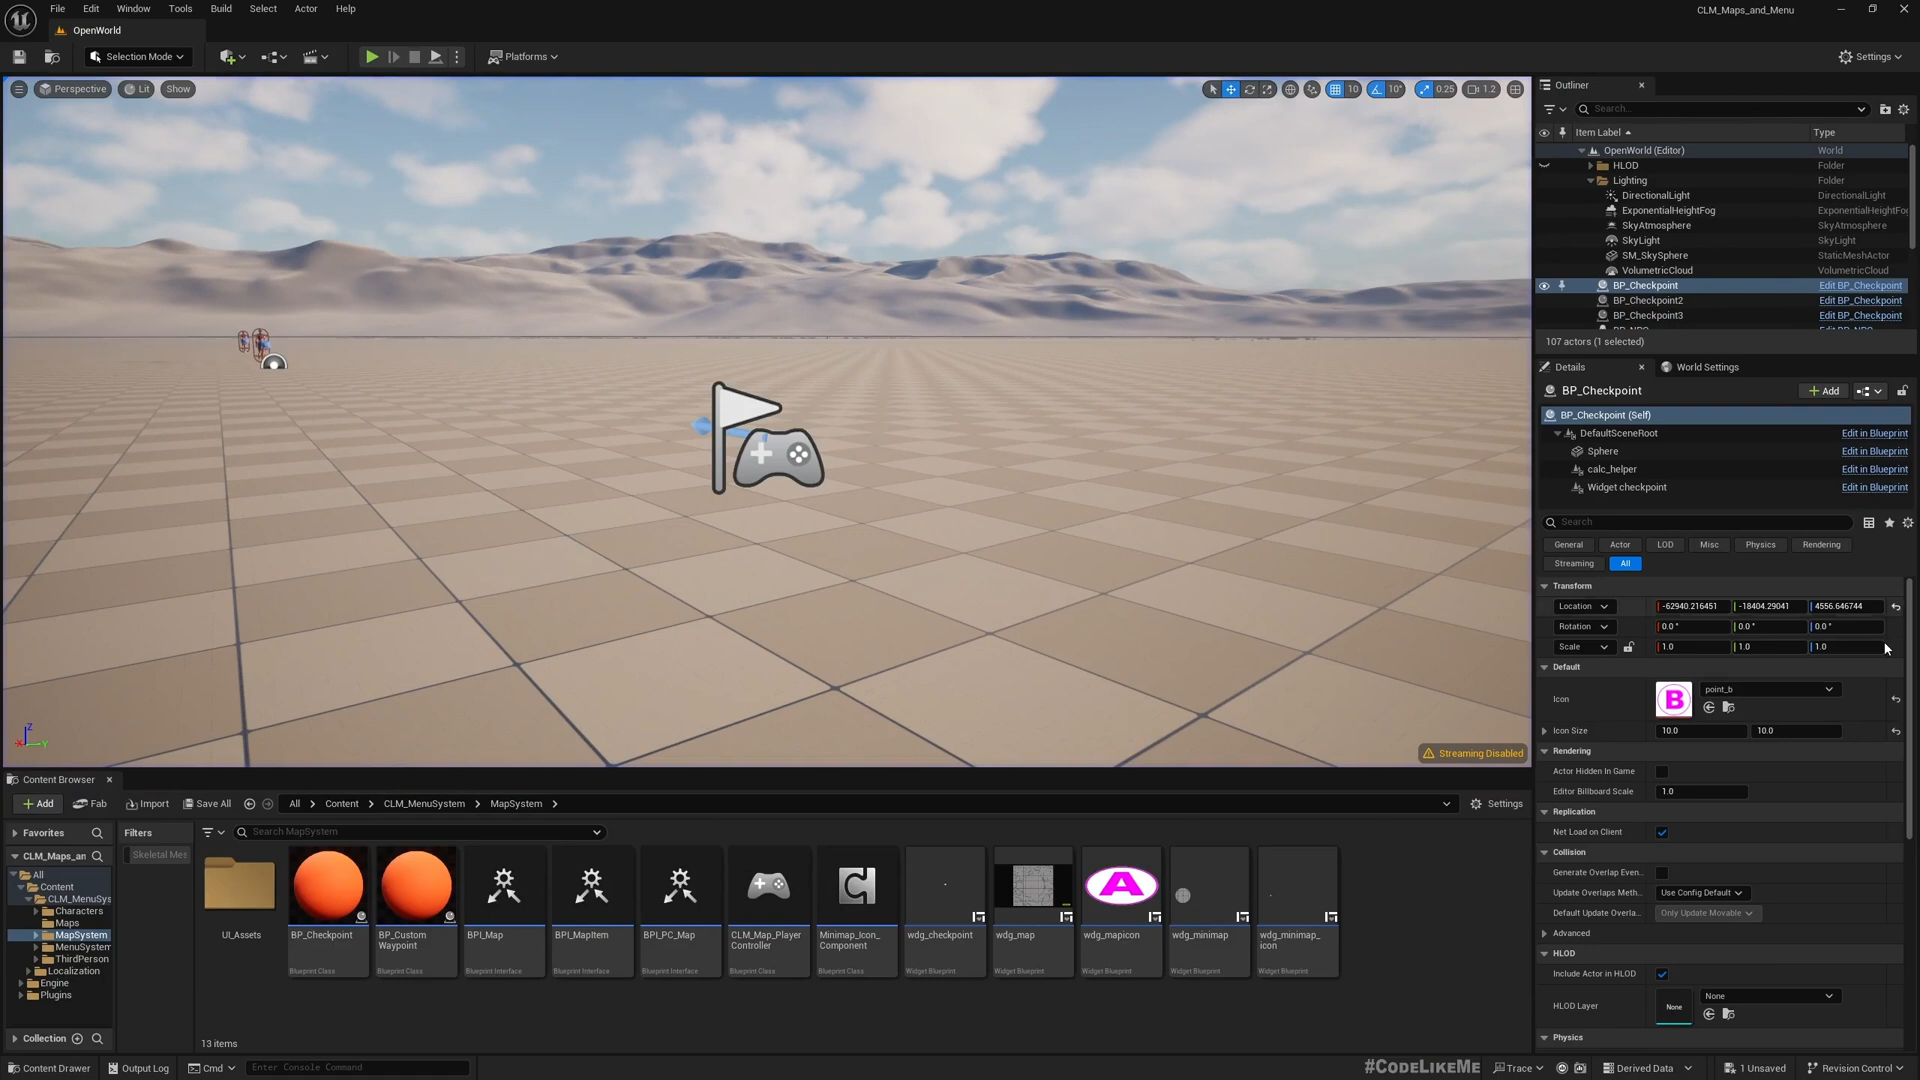 File Edit Window Tools Build Select Actor Help
CLM_Maps_and_Menu
OpenWorld
Selection Mode
Platforms
Settings
Perspective Lit Show
10 10° 0.25 1.2
Streaming Disabled
Outliner
Search...
Item Label Type
OpenWorld (Editor) World
HLOD Folder
Lighting Folder
DirectionalLight DirectionalLight
ExponentialHeightFog ExponentialHeightFog
SkyAtmosphere SkyAtmosphere
SkyLight SkyLight
SM_SkySphere StaticMeshActor
VolumetricCloud VolumetricCloud
BP_Checkpoint Edit BP_Checkpoint
BP_Checkpoint2 Edit BP_Checkpoint
BP_Checkpoint3 Edit BP_Checkpoint
107 actors (1 selected)
Details World Settings
BP_Checkpoint
Add
BP_Checkpoint (Self)
DefaultSceneRoot Edit in Blueprint
Sphere Edit in Blueprint
calc_helper Edit in Blueprint
Widget checkpoint Edit in Blueprint
Search
General Actor LOD Misc Physics Rendering
Streaming All
Transform
Location -62940.216451 -18404.29041 4556.646744
Rotation 0.0° 0.0° 0.0°
Scale 1.0 1.0 1.0
Default
Icon B point_b
Icon Size 10.0 10.0
Rendering
Actor Hidden In Game
Editor Billboard Scale 1.0
Replication
Net Load on Client
Collision
Generate Overlap Even..
Update Overlaps Meth.. Use Config Default
Default Update Overla.. Only Update Movable
Advanced
HLOD
Include Actor in HLOD
HLOD Layer None None
Physics
Content Browser
Add Fab Import Save All All Content CLM_MenuSystem MapSystem Settings
Favorites
CLM_Maps_ar
All
Content
CLM_MenuSys
Characters
Maps
MapSystem
MenuSystem
ThirdPerson
Localization
Engine
Plugins
Collection
Filters
Skeletal Mes
Search MapSystem
UI_Assets
BP_Checkpoint
Blueprint Class
BP_Custom
Waypoint
Blueprint Class
BPI_Map
Blueprint Interface
BPI_MapItem
Blueprint Interface
BPI_PC_Map
Blueprint Interface
CLM_Map_Player
Controller
Blueprint Class
Minimap_Icon_
Component
Blueprint Class
wdg_checkpoint
Widget Blueprint
wdg_map
Widget Blueprint
A
wdg_mapicon
Widget Blueprint
wdg_minimap
Widget Blueprint
wdg_minimap_
icon
Widget Blueprint
13 items
Content Drawer Output Log Cmd Enter Console Command
#CodeLikeMe
Trace Derived Data 1 Unsaved Revision Control